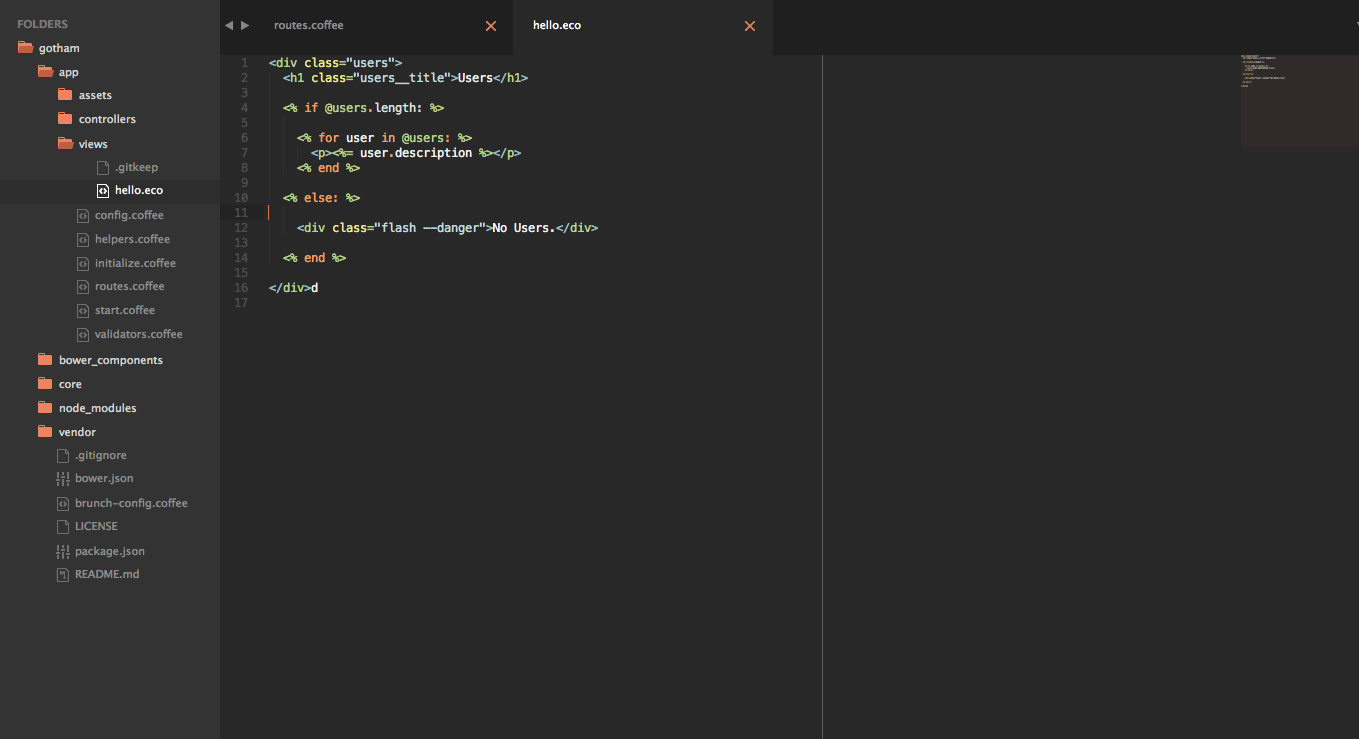 FOLDERS
gotham
app
assets
controllers
views
.gitkeep
hello.eco
config.coffee
helpers.coffee
initialize.coffee
routes.coffee
start.coffee
validators.coffee
bower_components
core
node_modules
vendor
.gitignore
bower.json
brunch-config.coffee
LICENSE
package.json
README.md
routes.coffee
hello.eco
1 <div class="users">
2 <h1 class="users__title">Users</h1>
3
4 <% if @users.length: %>
5
6 <% for user in @users: %>
7 <p><%= user.description %></p>
8 <% end %>
9
10 <% else: %>
11
12 <div class="flash --danger">No Users.</div>
13
14 <% end %>
15
16 </div>d
17